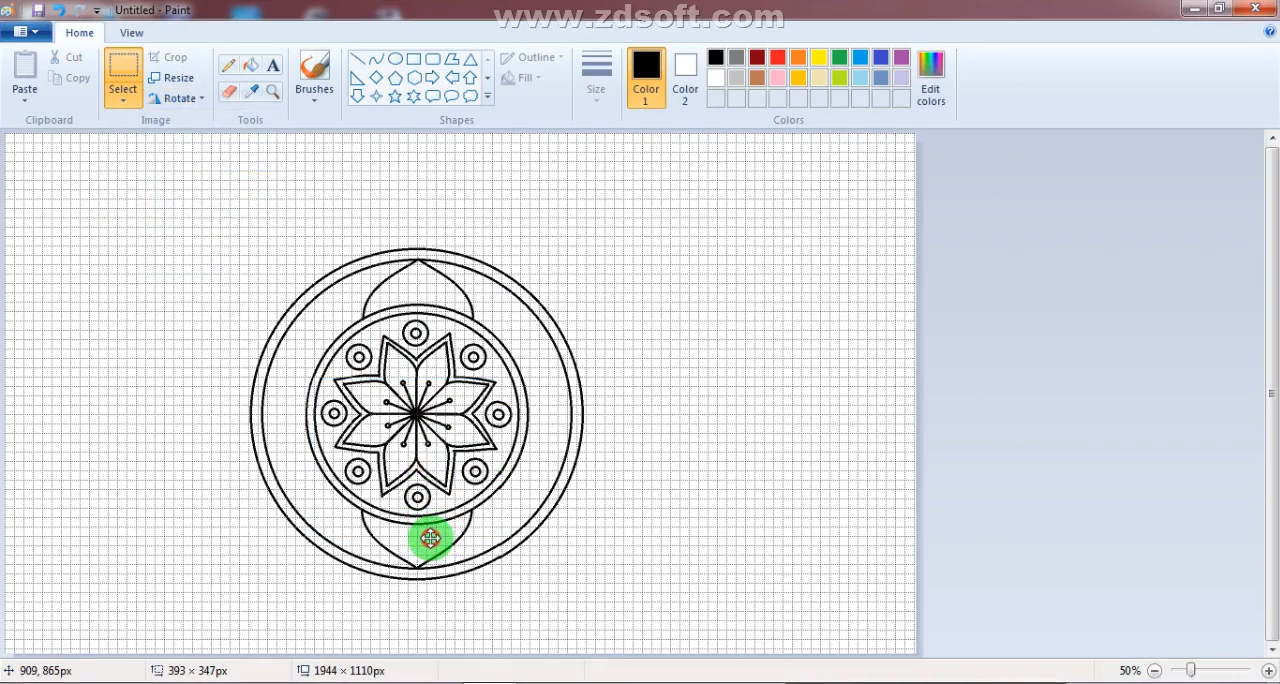 Untitled - Paint
www.zdsoft.com
Home
View
Paste
Cut
Copy
Clipboard
Select
Crop
Resize
Rotate
Image
A
Tools
Brushes
Outline
Fill
Shapes
Size
Color
1
Color
2
Edit
colors
Colors
909, 865px
393 × 347px
1944 × 1110px
50%